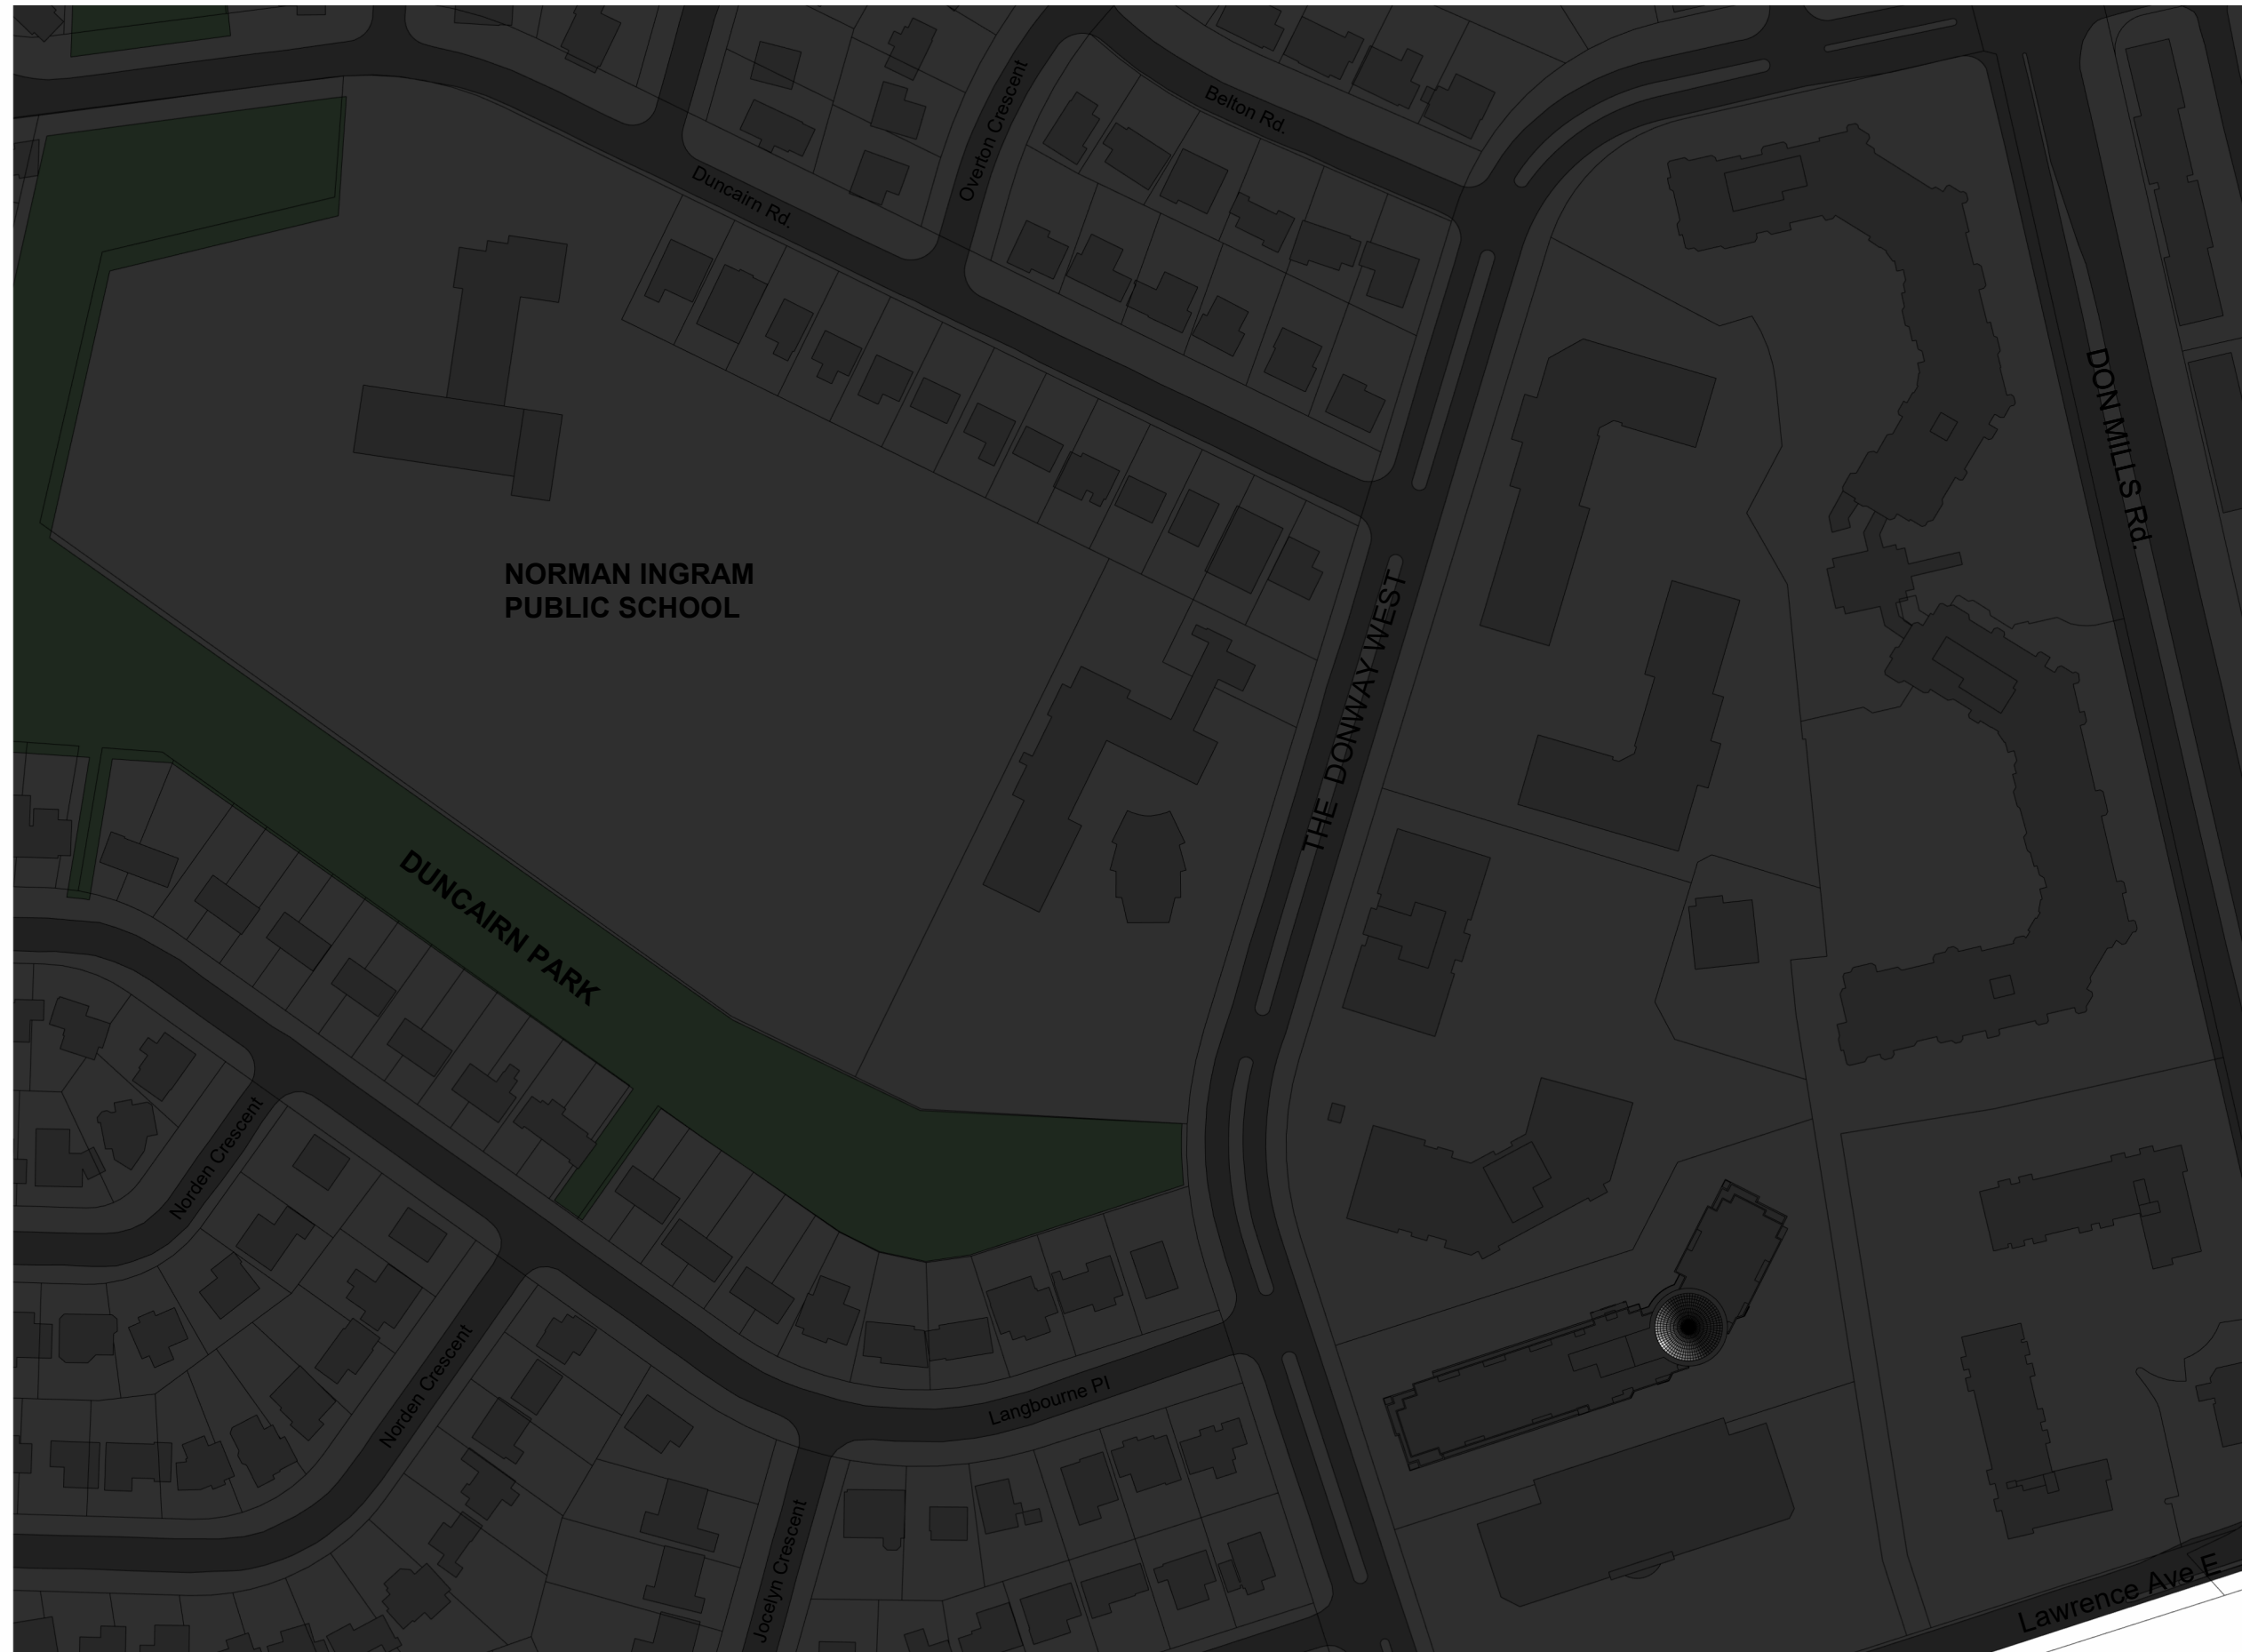 Overton Crescent
Belton Rd.
Duncairn Rd.
DON MILLS Rd.
NORMAN INGRAM
PUBLIC SCHOOL
THE DONWAY WEST
DUNCAIRN PARK
Norden Crescent
Norden Crescent
Langbourne Pl
Jocelyn Crescent
Lawrence Ave E